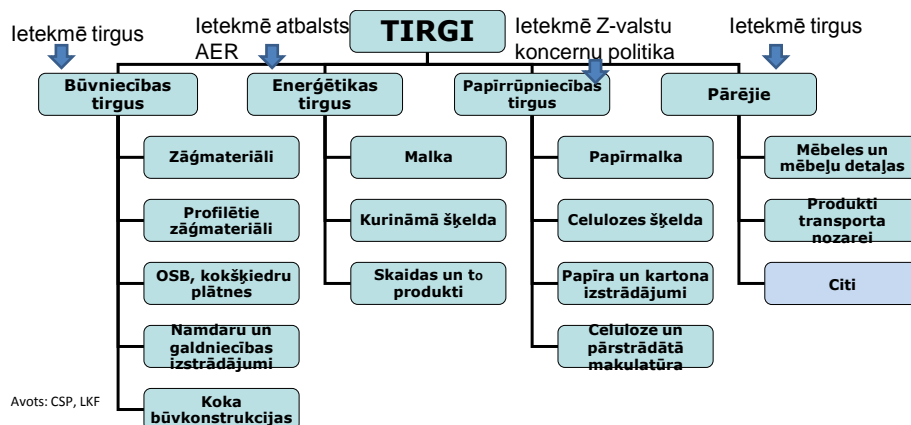 TIRGI
Ietekmē tirgus
Ietekmē atbalsts
AER
Ietekmē Z-valstu
koncernu politika
Ietekmē tirgus
Būvniecības
tirgus
Enerģētikas
tirgus
Papīrrūpniecības
tirgus
Pārējie
Zāģmateriāli
Profilētie
zāģmateriāli
OSB, kokšķiedru
plātnes
Namdaru un
galdniecības
izstrādājumi
Koka
būvkonstrukcijas
Malka
Kurināmā šķelda
Skaidas un to
produkti
Papīrmalka
Celulozes šķelda
Papīra un kartona
izstrādājumi
Celuloze un
pārstrādātā
makulatūra
Mēbeles un
mēbeļu detaļas
Produkti
transporta
nozarei
Citi
Avots: CSP, LKF